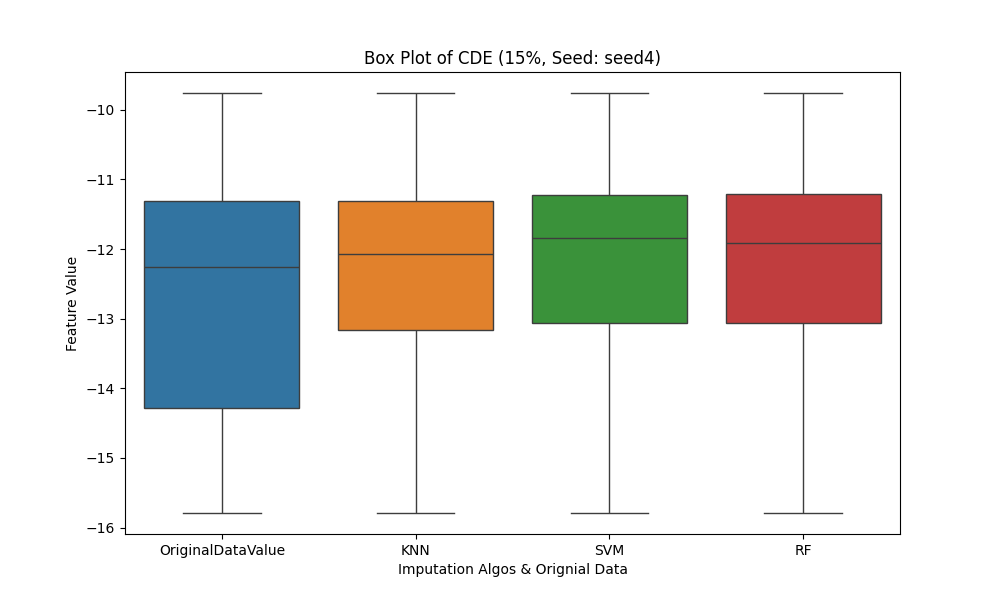 Box Plot of CDE (15%, Seed: seed4)
Feature Value
−10
−11
−12
−13
−14
−15
−16
OriginalDataValue
KNN
SVM
RF
Imputation Algos & Orignial Data